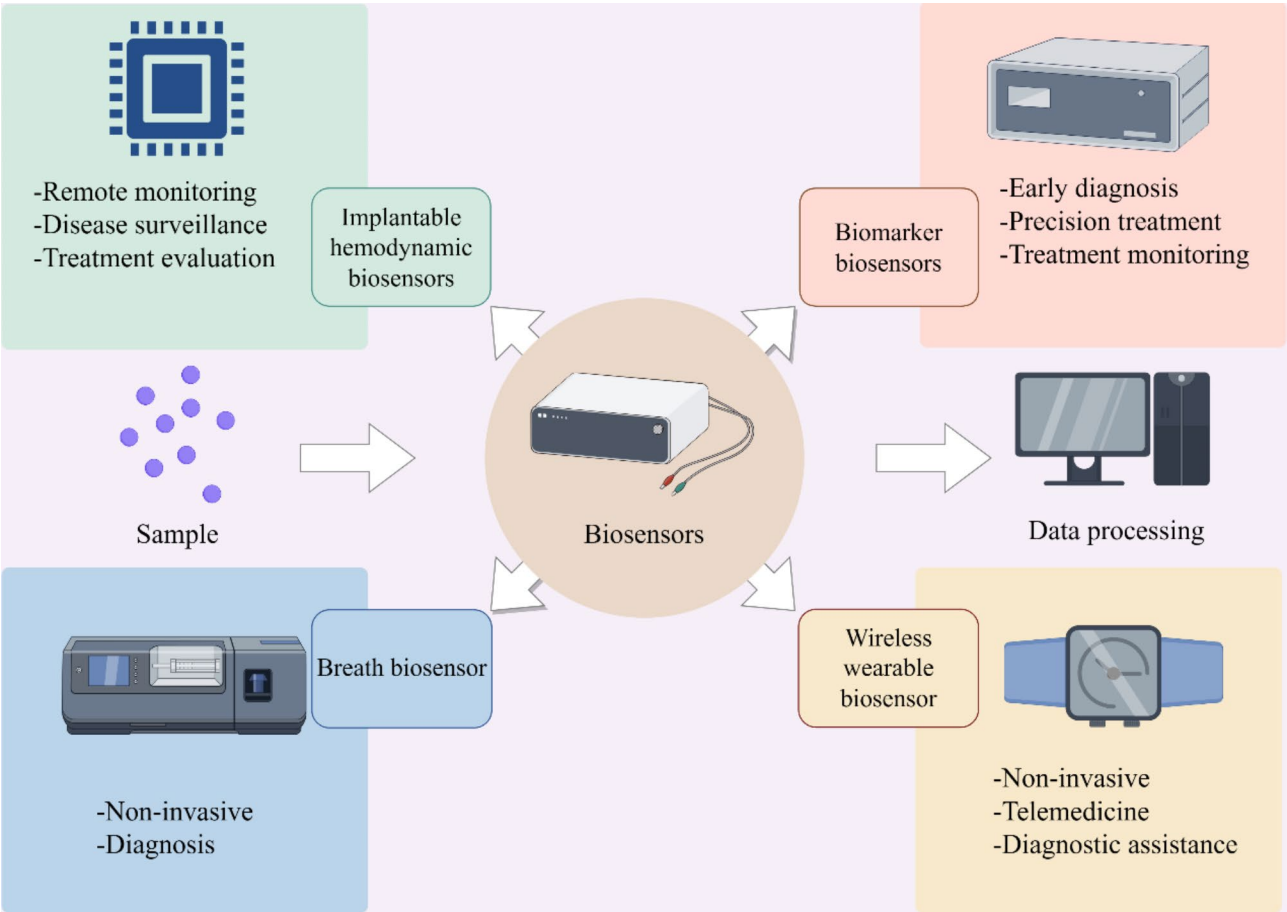 -Remote monitoring
-Disease surveillance
-Treatment evaluation
Implantable
hemodynamic
biosensors
Biomarker
biosensors
-Early diagnosis
-Precision treatment
-Treatment monitoring
Sample
Biosensors
Data processing
Breath biosensor
-Non-invasive
-Diagnosis
Wireless
wearable
biosensor
-Non-invasive
-Telemedicine
-Diagnostic assistance